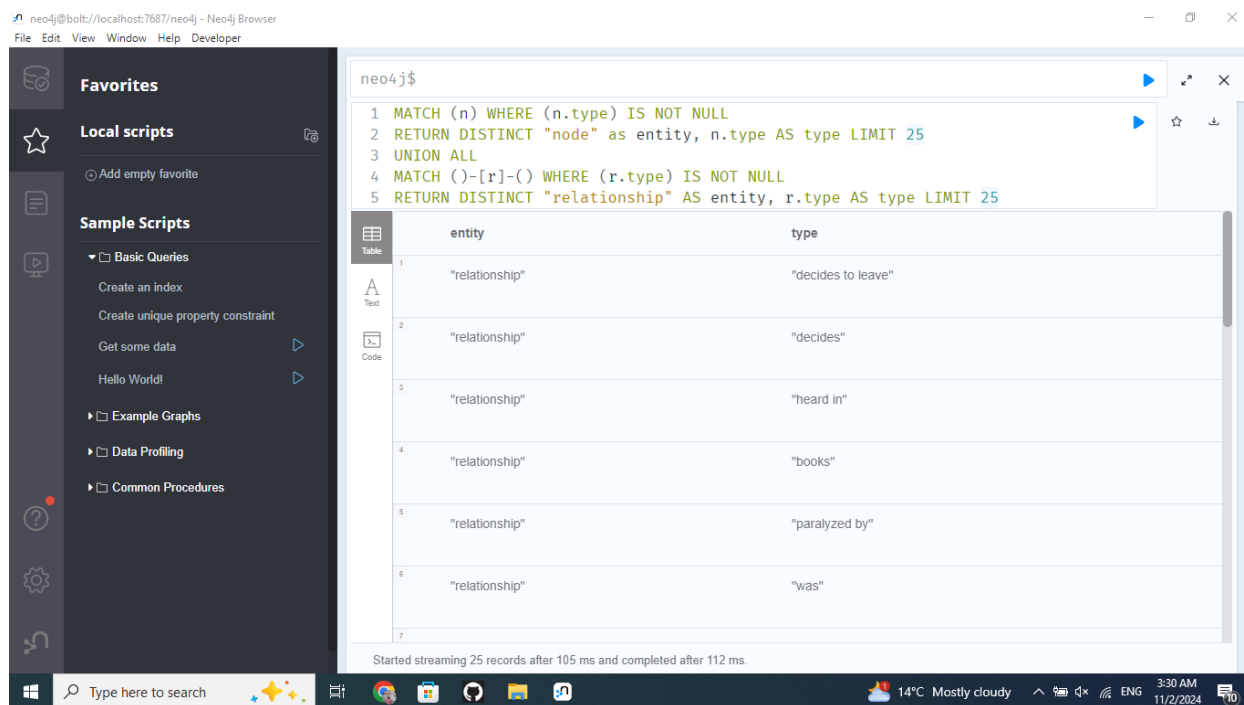 neo4j@bolt://localhost:7687/neo4j - Neo4j Browser
File Edit View Window Help Developer
Favorites
Local scripts
Add empty favorite
Sample Scripts
Basic Queries
Create an index
Create unique property constraint
Get some data
Hello World!
Example Graphs
Data Profiling
Common Procedures
neo4j$
1 MATCH (n) WHERE (n.type) IS NOT NULL
2 RETURN DISTINCT "node" as entity, n.type AS type LIMIT 25
3 UNION ALL
4 MATCH ()-[r]-() WHERE (r.type) IS NOT NULL
5 RETURN DISTINCT "relationship" AS entity, r.type AS type LIMIT 25
Table
Text
Code
entity type
1 "relationship" "decides to leave"
2 "relationship" "decides"
3 "relationship" "heard in"
4 "relationship" "books"
5 "relationship" "paralyzed by"
6 "relationship" "was"
7
Started streaming 25 records after 105 ms and completed after 112 ms.
Type here to search
1
14°C Mostly cloudy
ENG
3:30 AM
11/2/2024
10